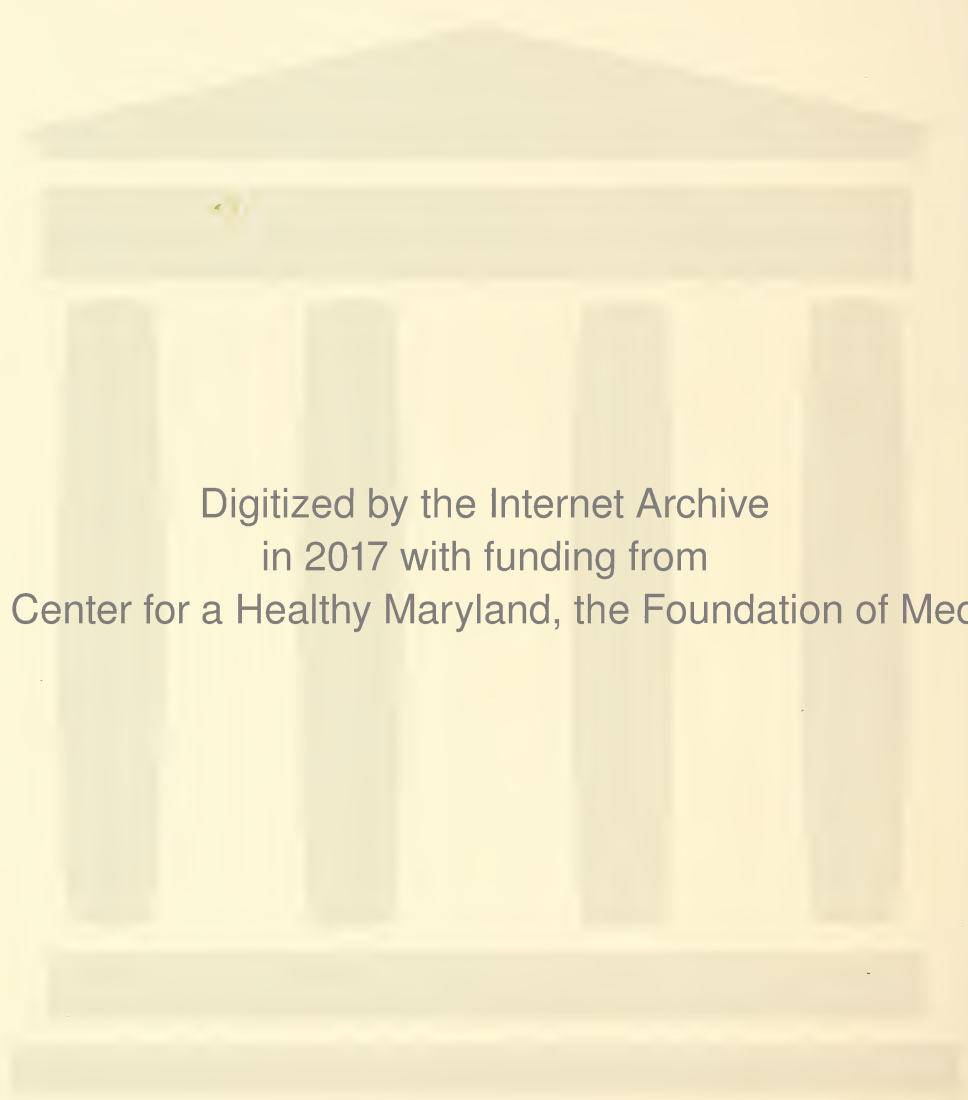 Digitized by the Internet Archive
in 2017 with funding from
Center for a Healthy Maryland, the Foundation of